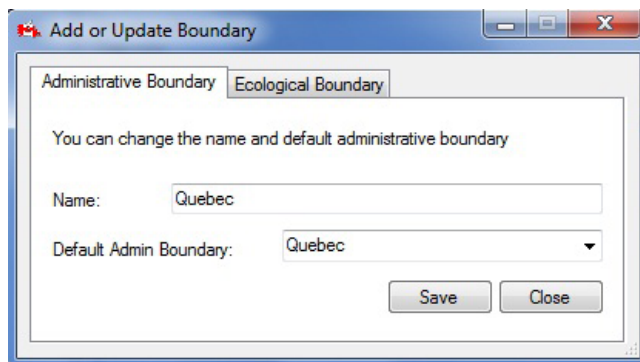 Add or Update Boundary
Administrative Boundary Ecological Boundary
You can change the name and default administrative boundary
Name: Quebec
Default Admin Boundary: Quebec
Save Close